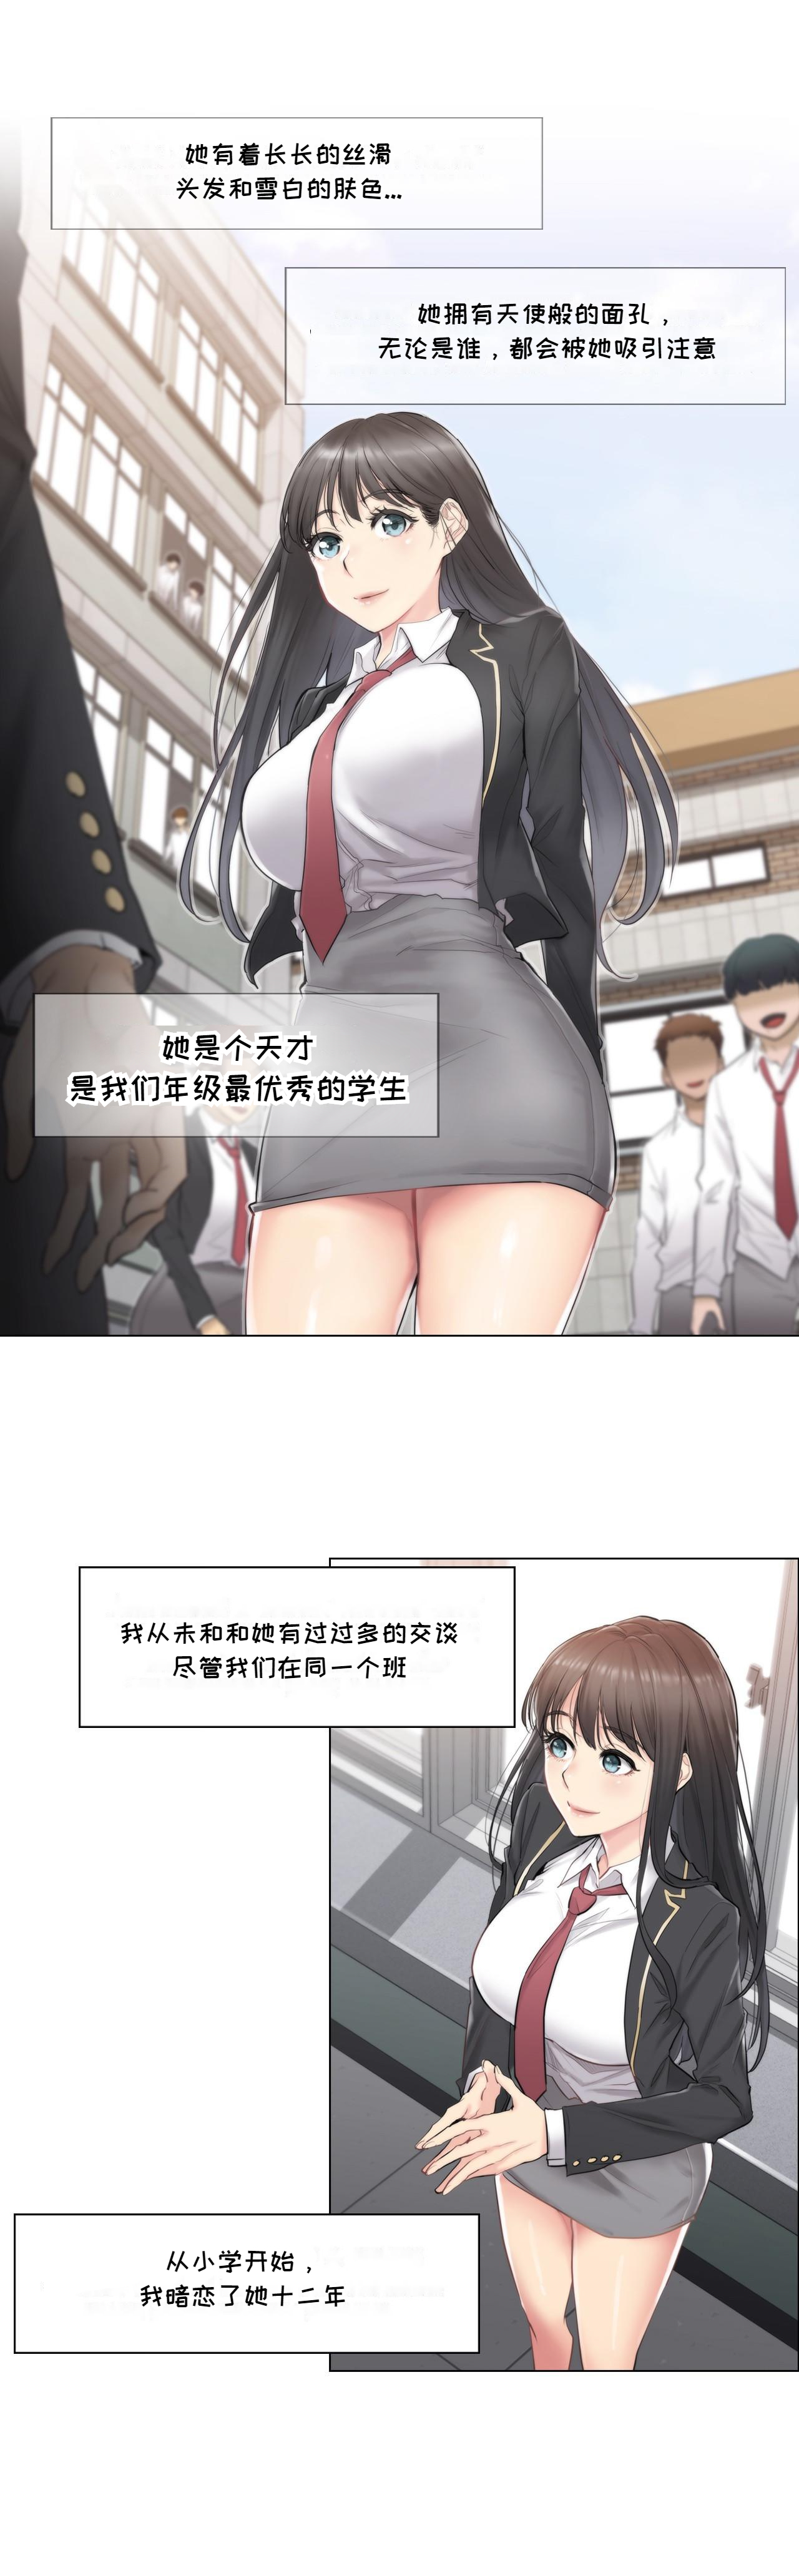 她有着长长的丝滑
头发和雪白的肤色...
她拥有天使般的面孔，
无论是谁，都会被她吸引注意
她是个天才
是我们年级最优秀的学生
我从未和和她有过过多的交谈
尽管我们在同一个班
从小学开始，
我暗恋了她十二年